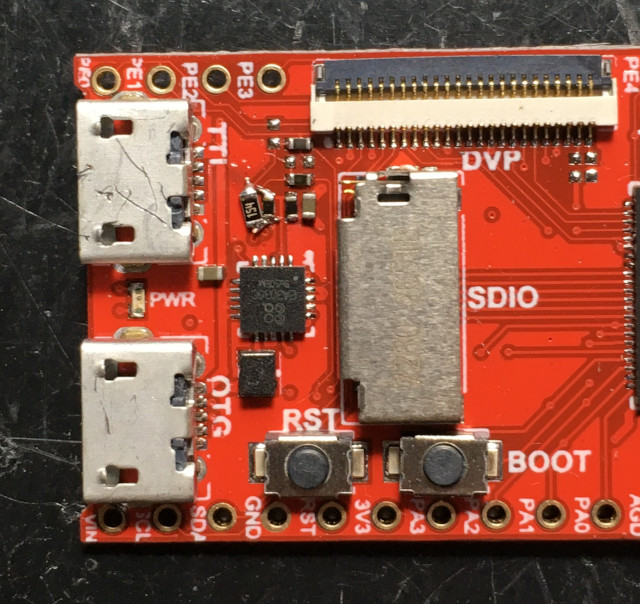 PE0
PE1
PE2
PE3
PE4
TTL
DVP
PWR
SDIO
OTG
RST
BOOT
VIN
SCL
SDA
GND
RST
3V3
PA3
PA2
PA1
PA0